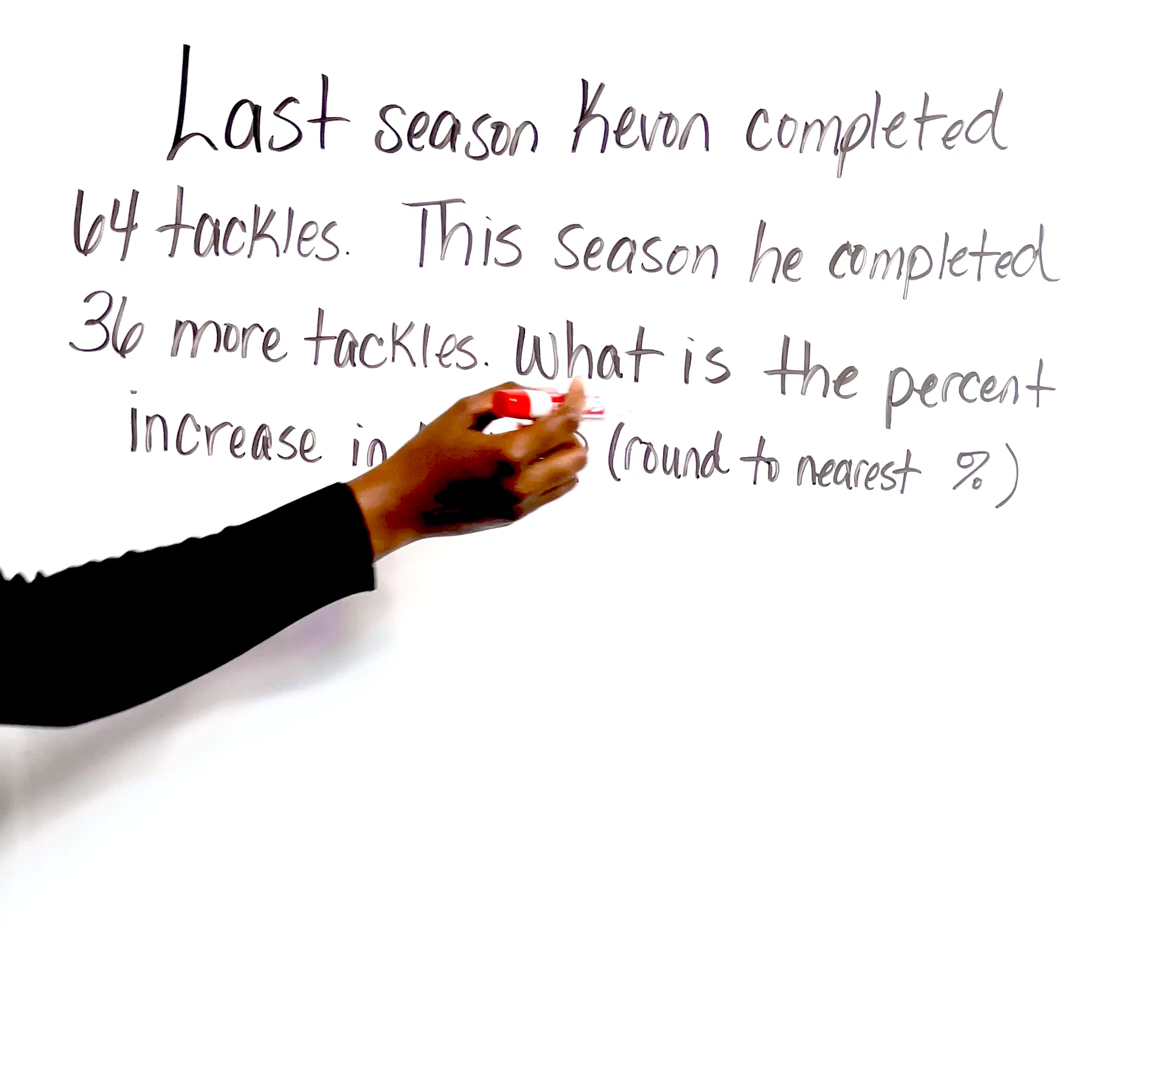 Last season Kevon completed
64 tackles. This season he completed
36 more tackles. What is the percent
increase in (round to nearest %)